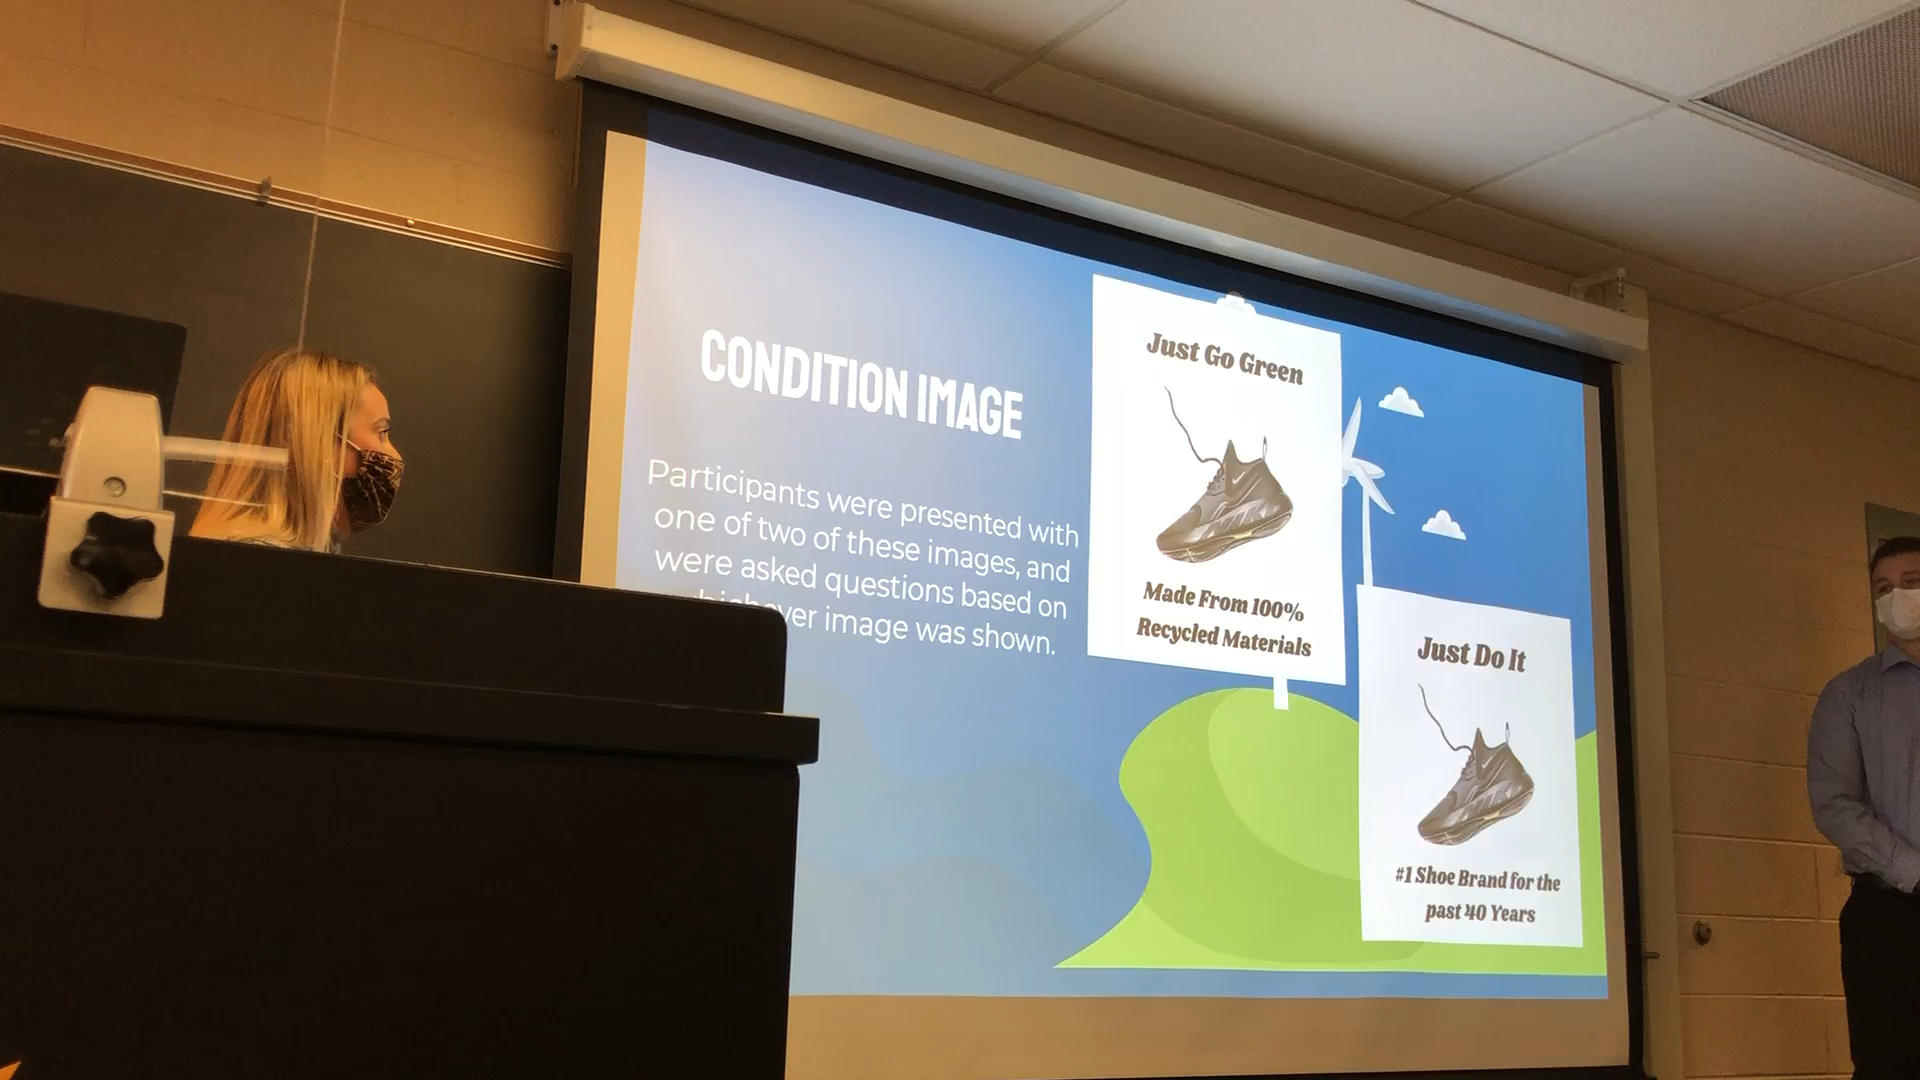 CONDITION IMAGE
Participants were presented with
one of two of these images, and
were asked questions based on
whichever image was shown.
Just Go Green
Made From 100%
Recycled Materials
Just Do It
#1 Shoe Brand for the
past 40 Years